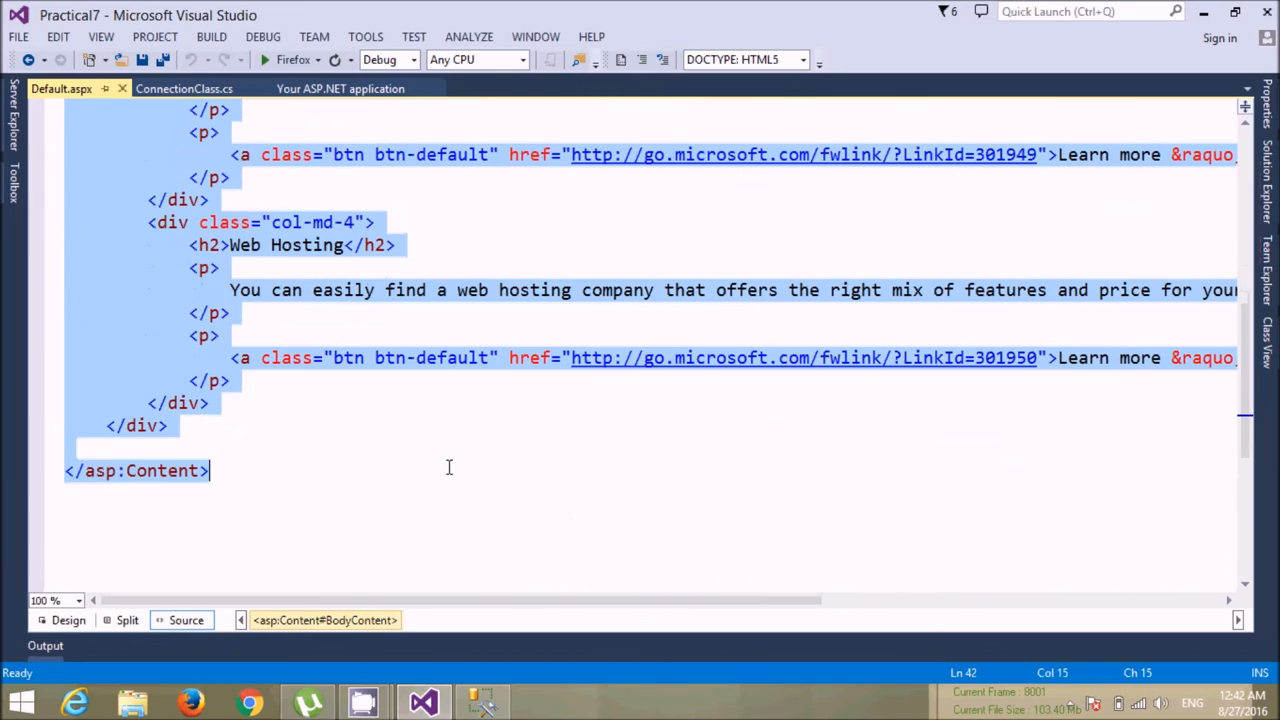 Practical7 - Microsoft Visual Studio
6
Quick Launch (Ctrl+Q)
FILE EDIT VIEW PROJECT BUILD DEBUG TEAM TOOLS TEST ANALYZE WINDOW HELP
Sign in
Firefox Debug Any CPU DOCTYPE: HTML5
Default.aspx ConnectionClass.cs Your ASP.NET application
Server Explorer
Toolbox
Properties
Solution Explorer
Team Explorer
Class View
</p>
<p>
<a class="btn btn-default" href="http://go.microsoft.com/fwlink/?LinkId=301949">Learn more &raquo
</p>
</div>
<div class="col-md-4">
<h2>Web Hosting</h2>
<p>
You can easily find a web hosting company that offers the right mix of features and price for your
</p>
<p>
<a class="btn btn-default" href="http://go.microsoft.com/fwlink/?LinkId=301950">Learn more &raquo
</p>
</div>
</div>
</asp:Content>
100 %
Design Split Source <asp:Content#BodyContent>
Output
Ready Ln 42 Col 15 Ch 15 INS
Current Frame : 8001
Current File Size : 103.40 Mb
ENG
12:42 AM
8/27/2016